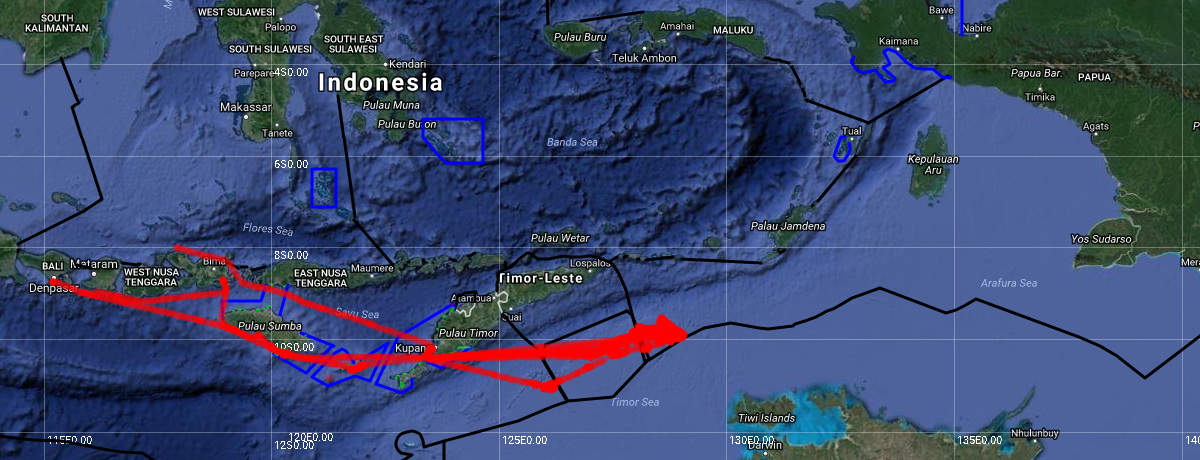 SOUTH
KALIMANTAN
WEST SULAWESI
Palopo
SOUTH SULAWESI
SOUTH EAST
SULAWESI
Parepare
4S0.00
Kendari
Indonesia
Makassar
Tanete
Pulau Muna
Pulau Buton
Pulau Buru
Amahai
MALUKU
Teluk Ambon
Bawe
Nabire
Kaimana
Papua Bar.
PAPUA
Timika
Agats
Banda Sea
Tual
Kepulauan
Aru
6S0.00
Flores Sea
Pulau Wetar
Palau Jamdena
Yos Sudarso
8S0.00
BALI
Mataram
Denpasar
WEST NUSA
TENGGARA
Bima
EAST NUSA
TENGGARA
Maumere
Lospalos
Timor-Leste
Arafura Sea
Mera
Savu Sea
Atambua
Suai
Pulau Sumba
Pulau Timor
10S0.00
Kupang
Timor Sea
Tiwi Islands
Darwin
Nhulunbuy
115E0.00
120E0.00
12S0.00
125E0.00
130E0.00
135E0.00